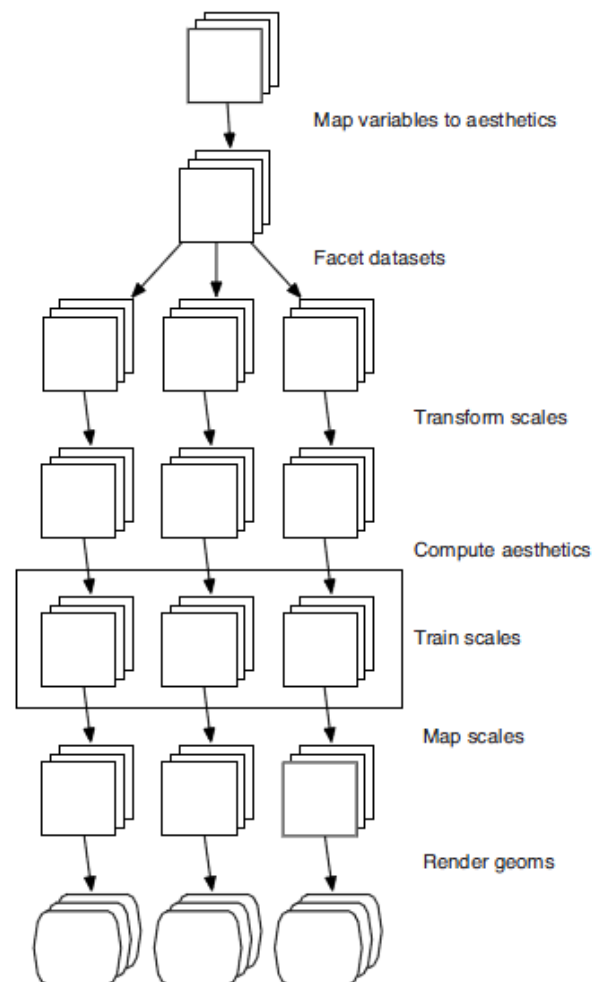 Map variables to aesthetics
Facet datasets
Transform scales
Compute aesthetics
Train scales
Map scales
Render geoms